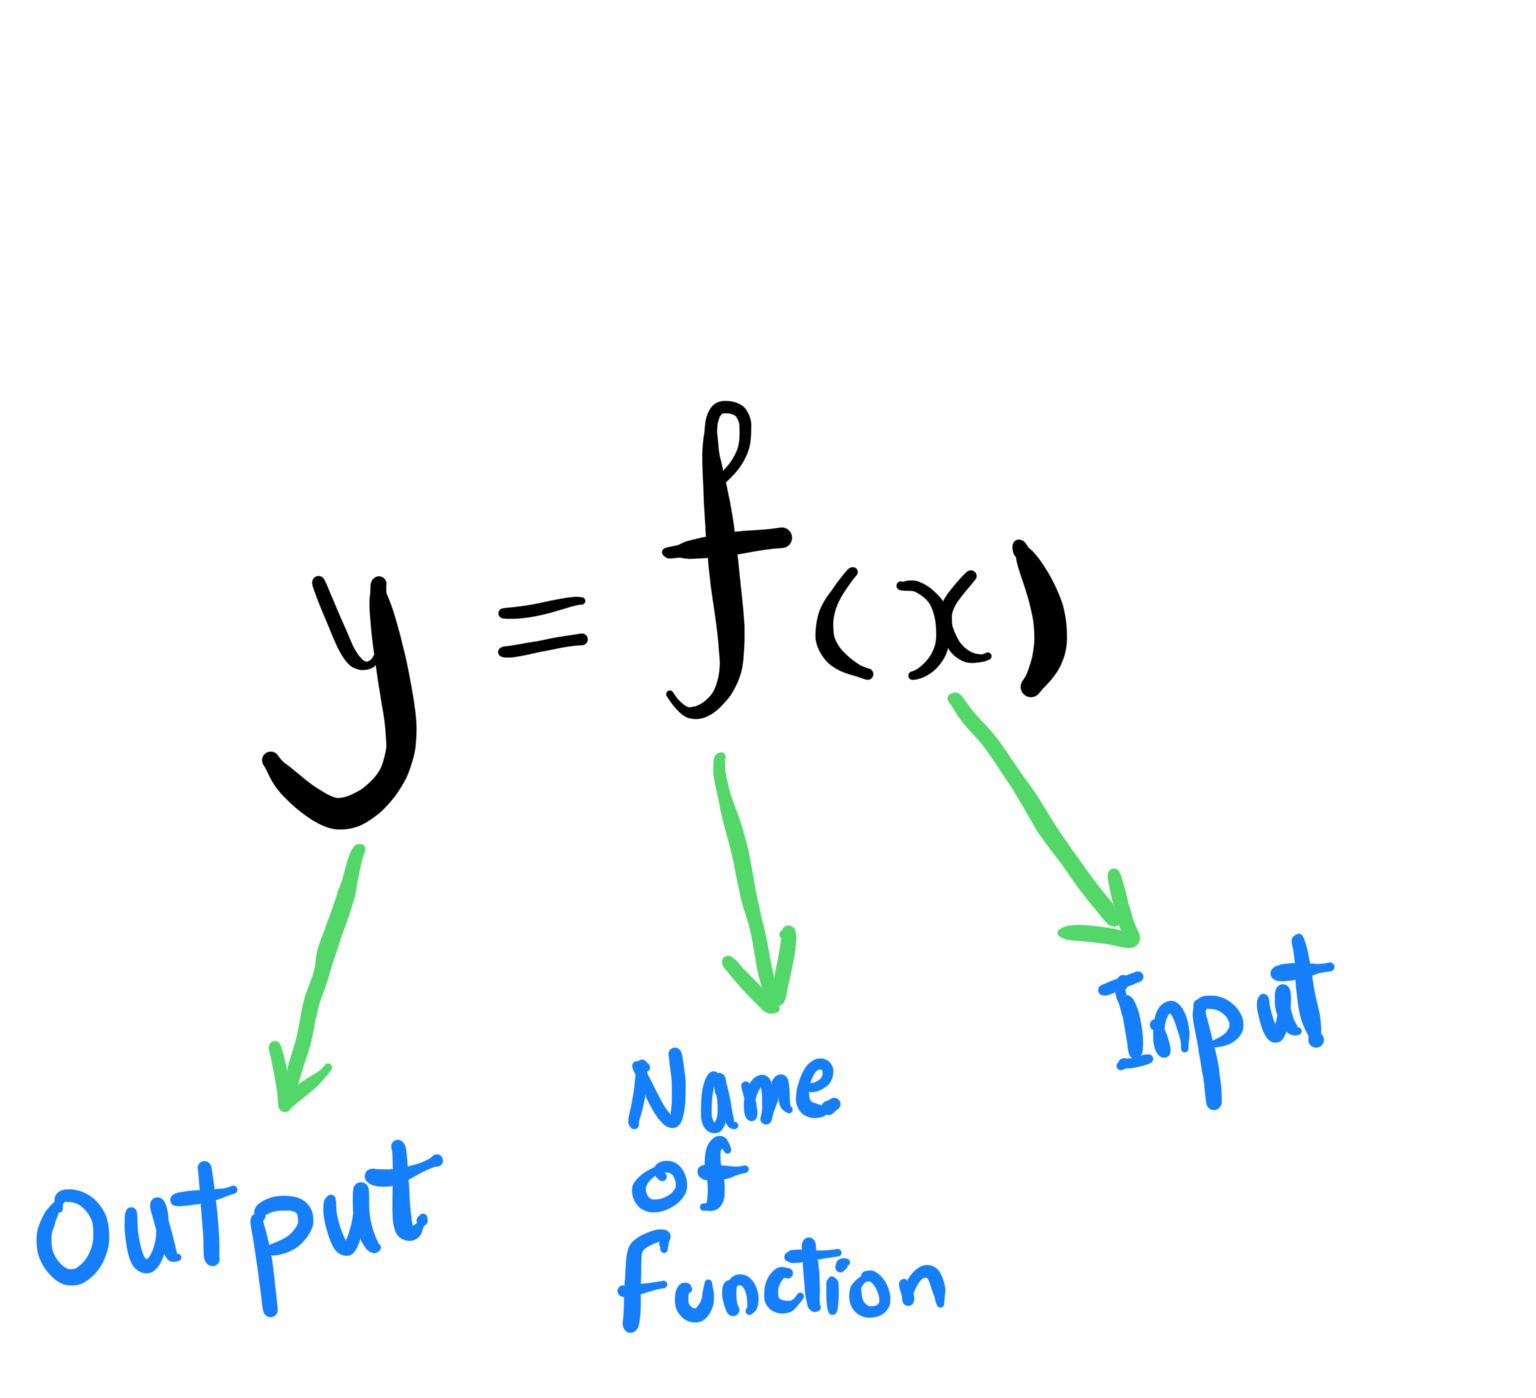 y = f(x)
Input
Name
of
function
Output